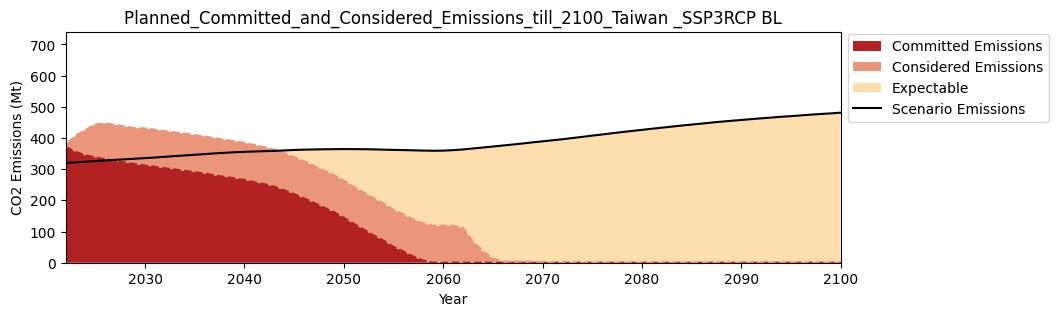 Planned_Committed_and_Considered_Emissions_till_2100_Taiwan _SSP3RCP BL
700
600
500
400
300
200
100
0
CO2 Emissions (Mt)
2030 2040 2050 2060 2070 2080 2090 2100
Year
Committed Emissions
Considered Emissions
Expectable
Scenario Emissions